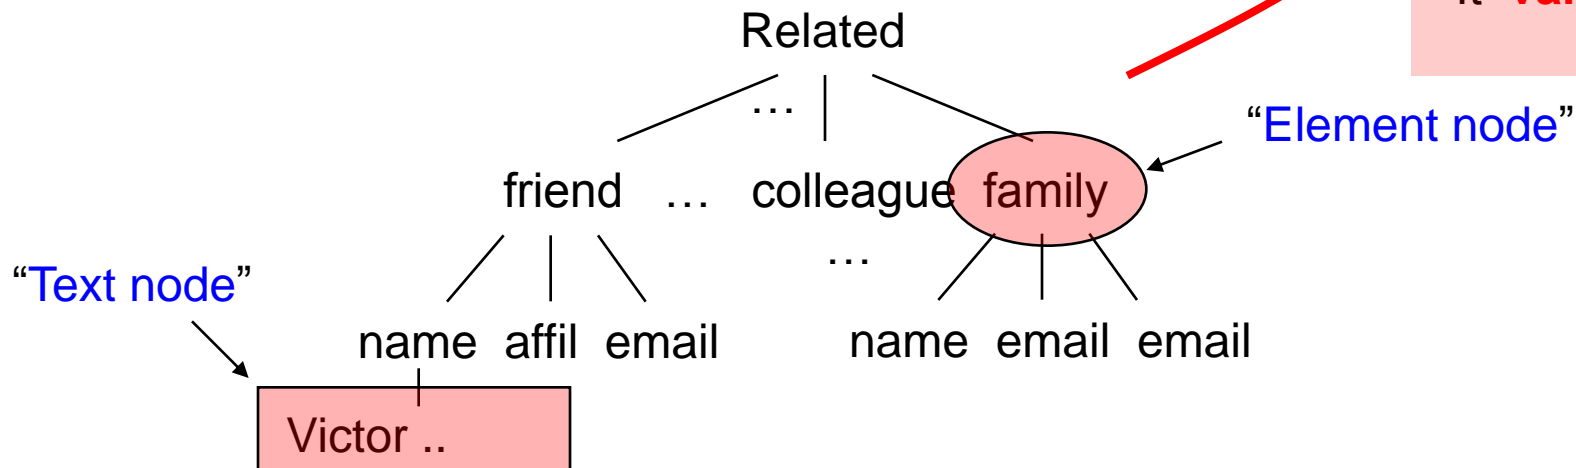 Related
…
“Element node”
friend … colleague family
…
“Text node”
name affil email name email email
Victor ..